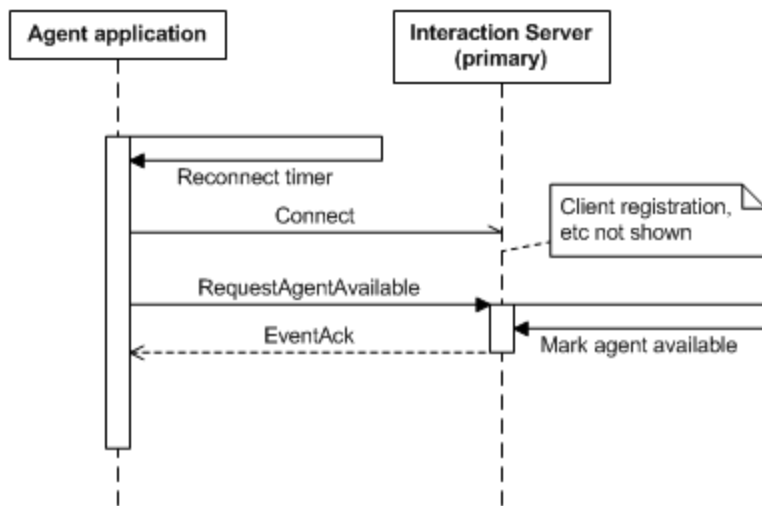 Agent application
Interaction Server
(primary)
Reconnect timer
Connect
Client registration,
etc not shown
RequestAgentAvailable
EventAck
Mark agent available